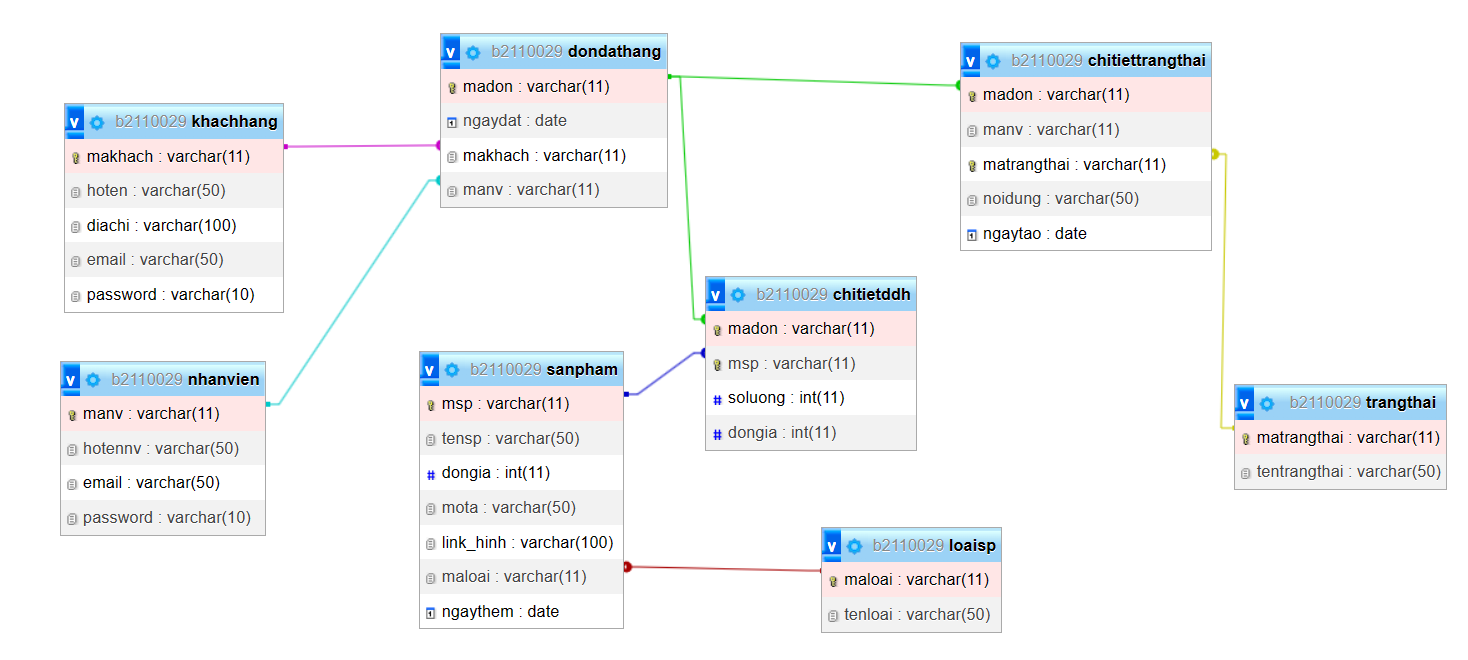 b2110029 khachhang
makhach : varchar(11)
hoten : varchar(50)
diachi : varchar(100)
email : varchar(50)
password : varchar(10)
b2110029 nhanvien
manv : varchar(11)
hotennv : varchar(50)
email : varchar(50)
password : varchar(10)
b2110029 dondathang
madon : varchar(11)
ngaydat : date
makhach : varchar(11)
manv : varchar(11)
b2110029 sanpham
msp : varchar(11)
tensp : varchar(50)
dongia : int(11)
mota : varchar(50)
link_hinh : varchar(100)
maloai : varchar(11)
ngaythem : date
b2110029 chitietddh
madon : varchar(11)
msp : varchar(11)
soluong : int(11)
dongia : int(11)
b2110029 loaisp
maloai : varchar(11)
tenloai : varchar(50)
b2110029 chitiettrangthai
madon : varchar(11)
manv : varchar(11)
matrangthai : varchar(11)
noidung : varchar(50)
ngaytao : date
b2110029 trangthai
matrangthai : varchar(11)
tentrangthai : varchar(50)